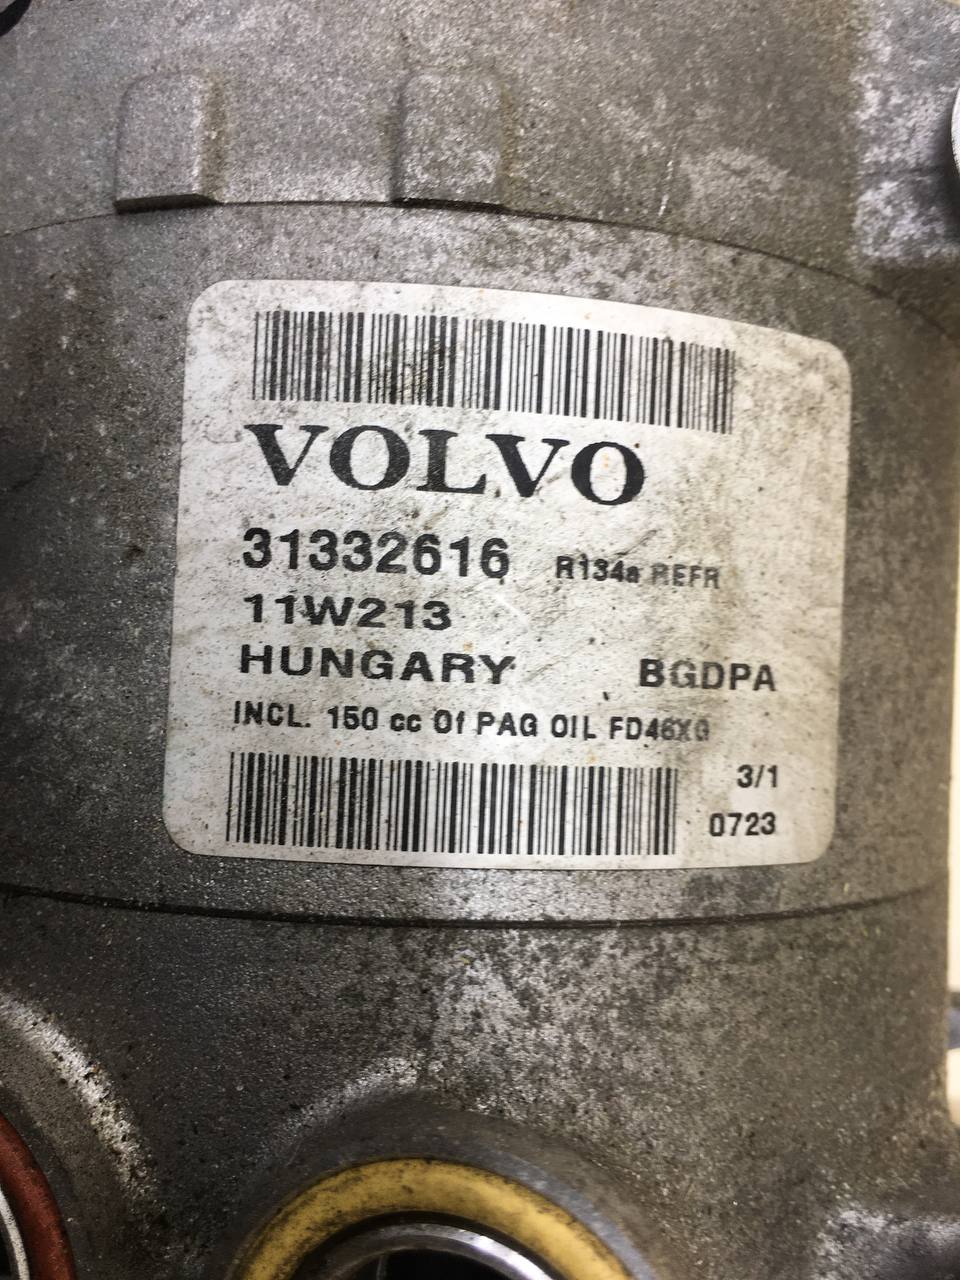 VOLVO
31332616 R134a REFR
11W213
HUNGARY BGDPA
INCL. 150 cc Of PAG OIL FD46XG
3/1
0723